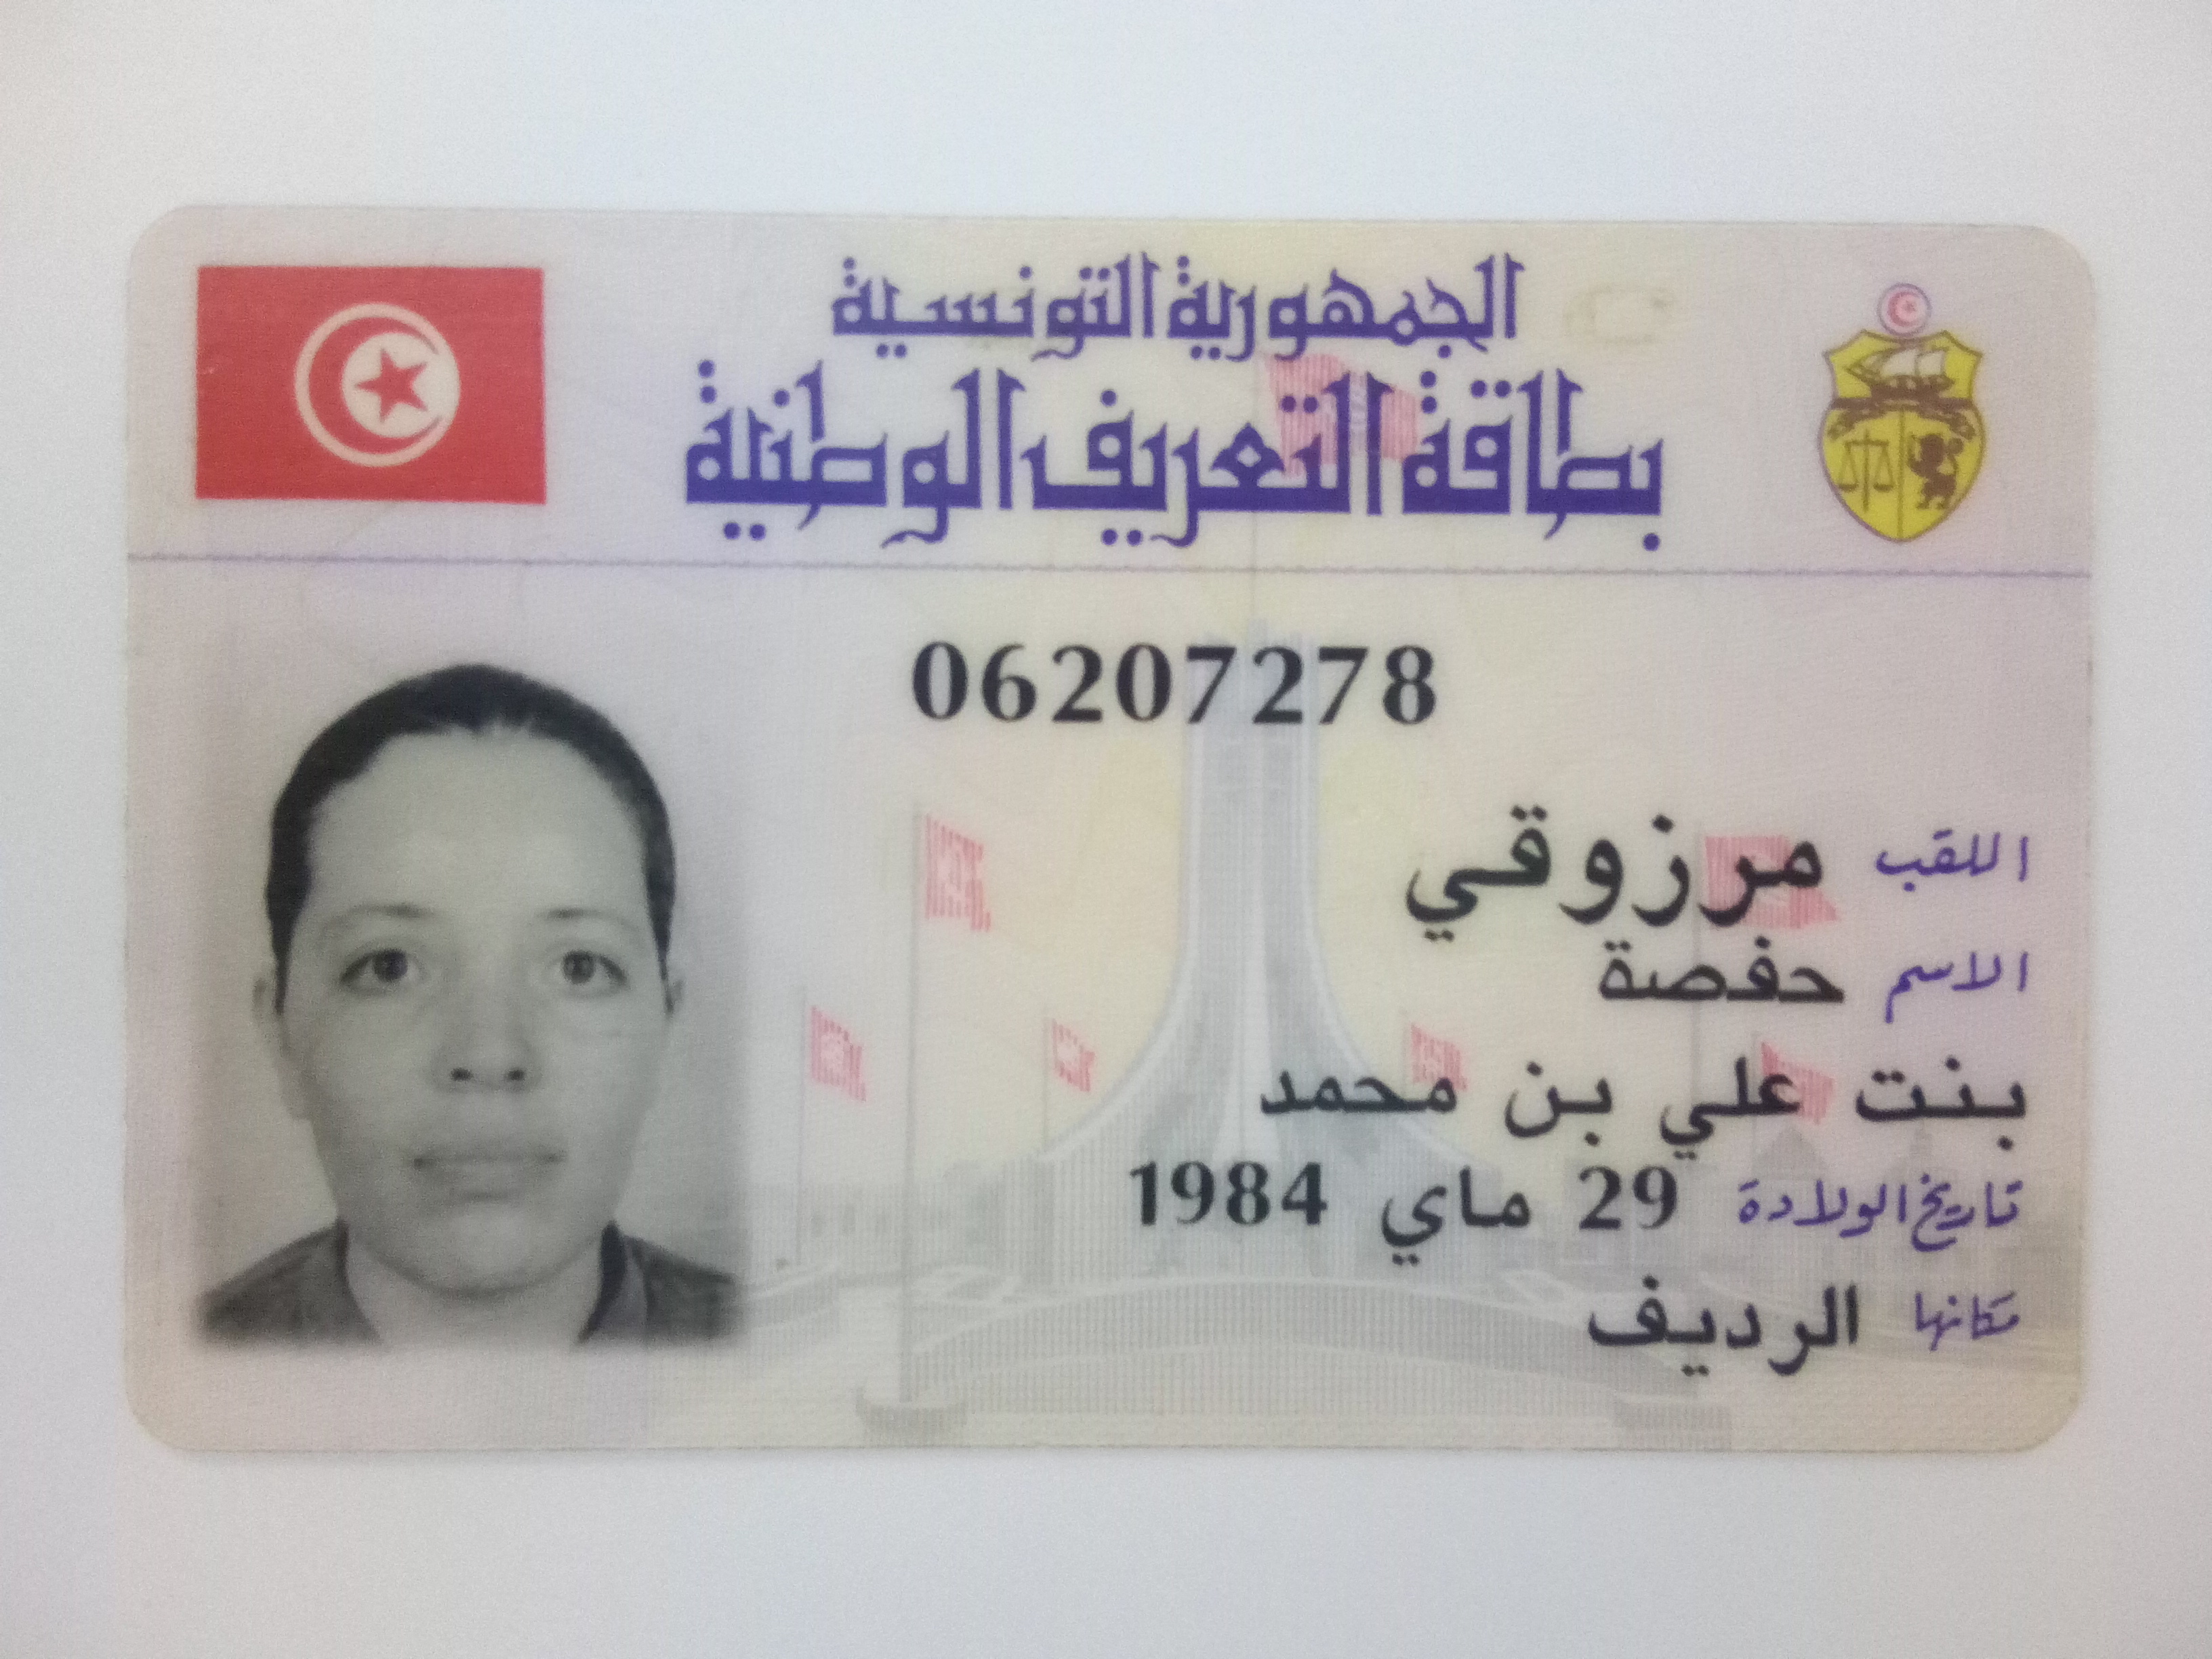 الجمهورية التونسية
بطاقة التعريف الوطنية
06207278
اللقب مرزوقي
الاسم حفصة
بنت علي بن محمد
تاريخ الولادة 29 ماي 1984
مكانها الرديف